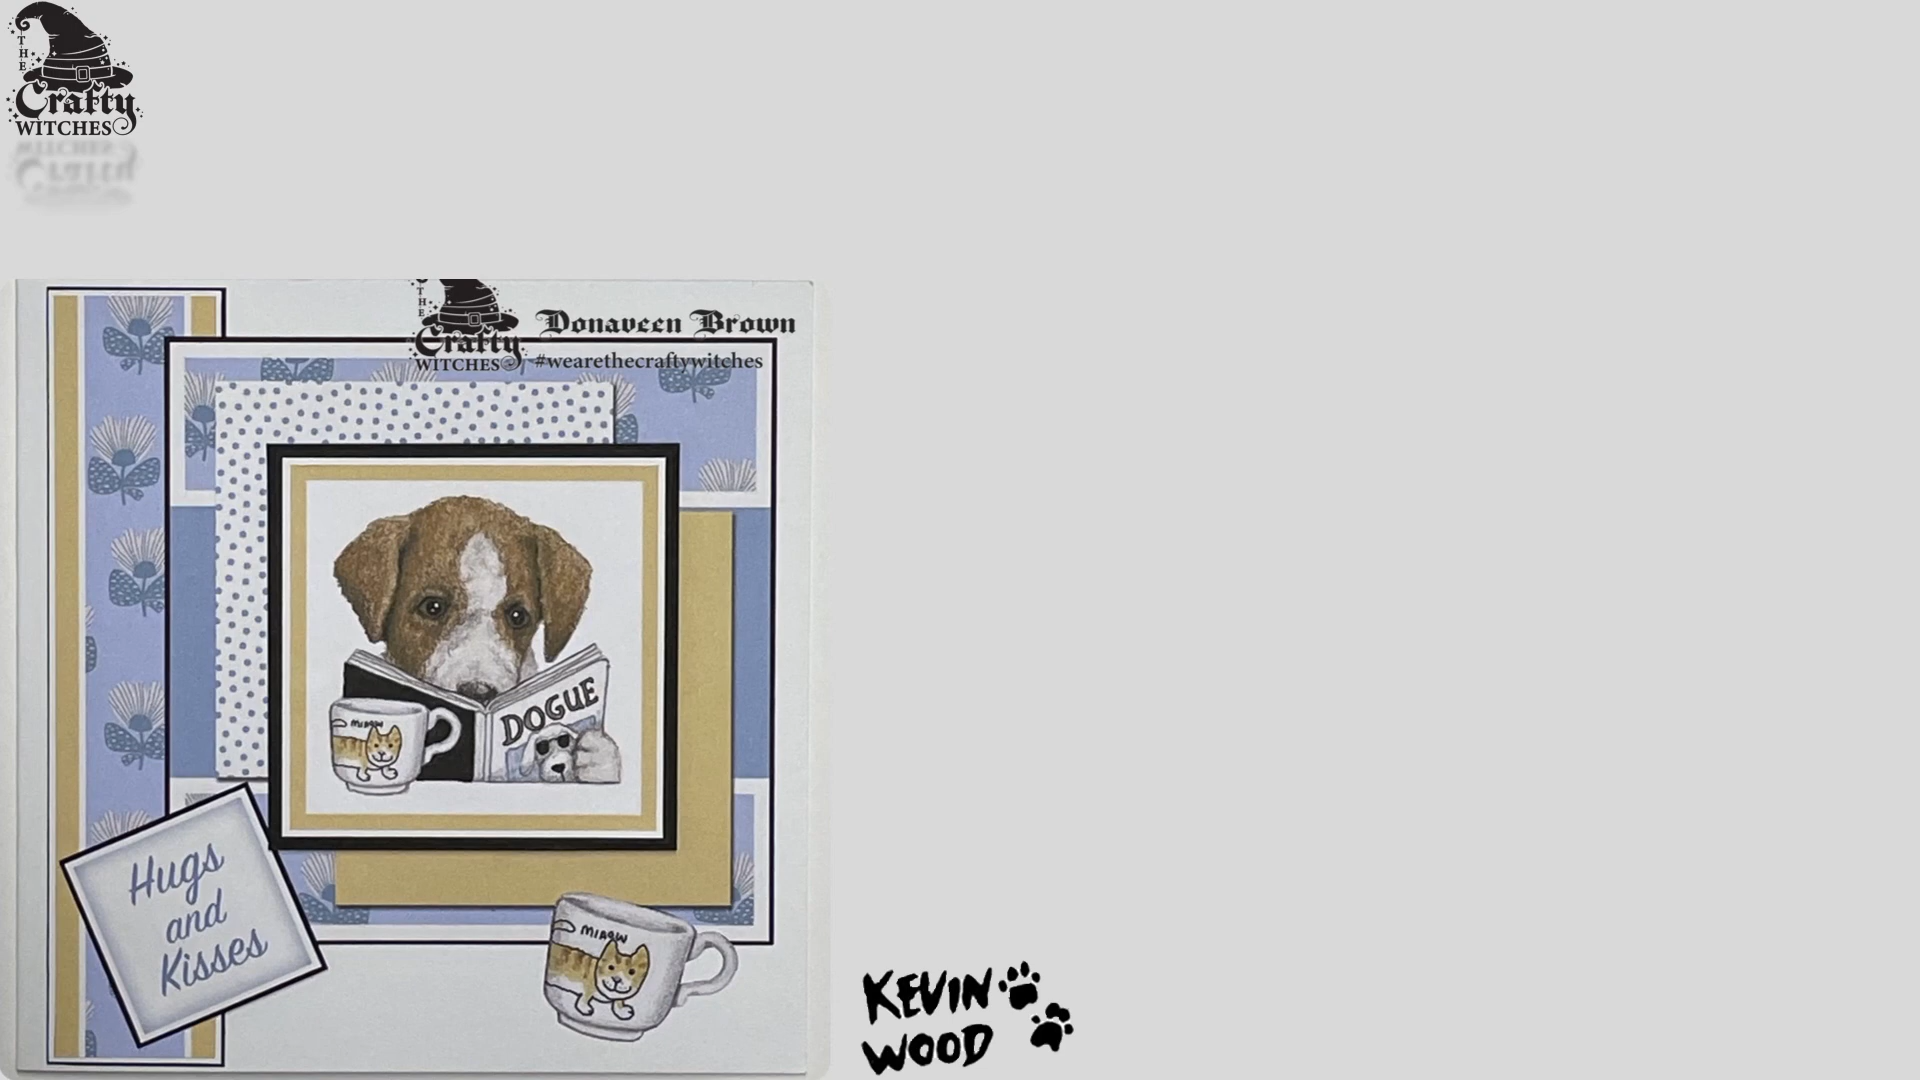 THE
Crafty
WITCHES
THE
Crafty
WITCHES
Donaveen Brown
#wearethecraftywitches
MIAOW
DOGUE
Hugs
and
Kisses
MIAOW
KEVIN
WOOD